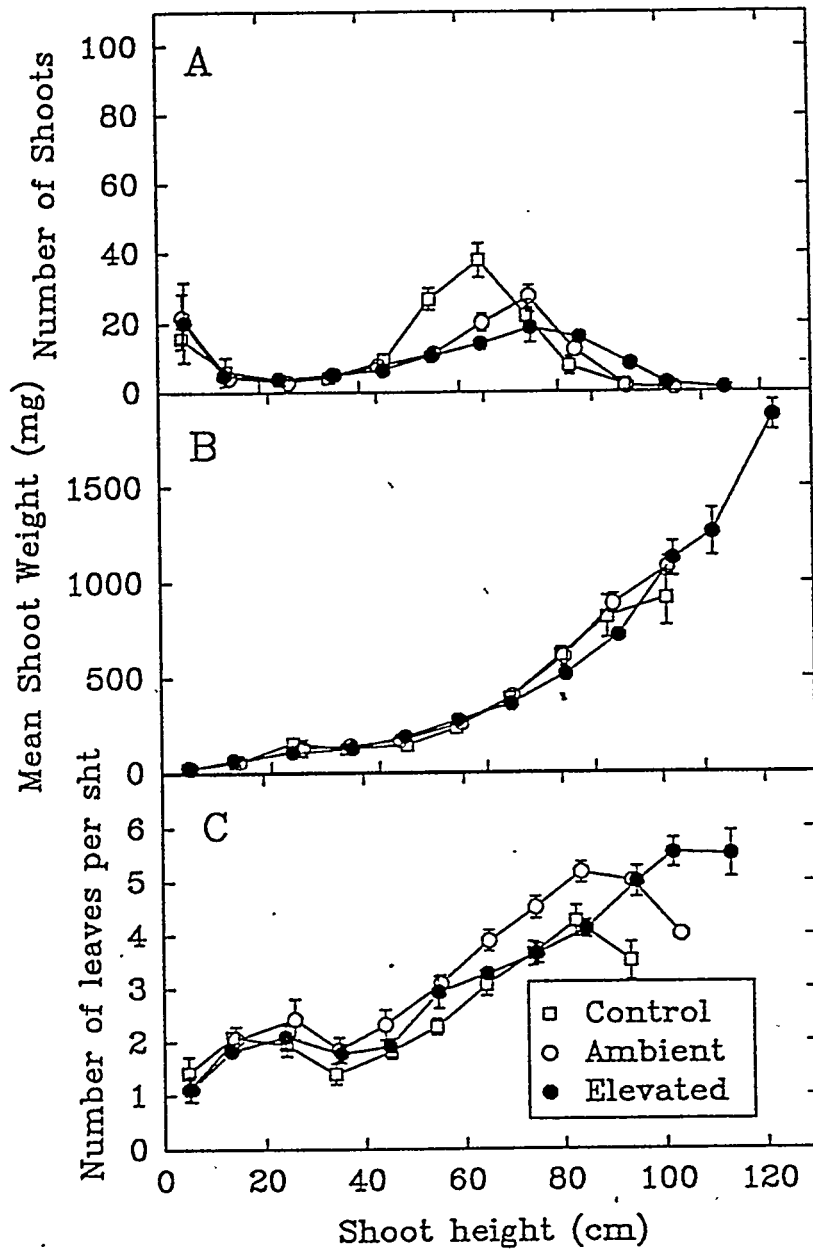 A
Number of Shoots
100
80
60
40
20
0
B
Mean Shoot Weight (mg)
1500
1000
500
0
C
Number of leaves per sht
6
5
4
3
2
1
0
Control
Ambient
Elevated
0 20 40 60 80 100 120
Shoot height (cm)